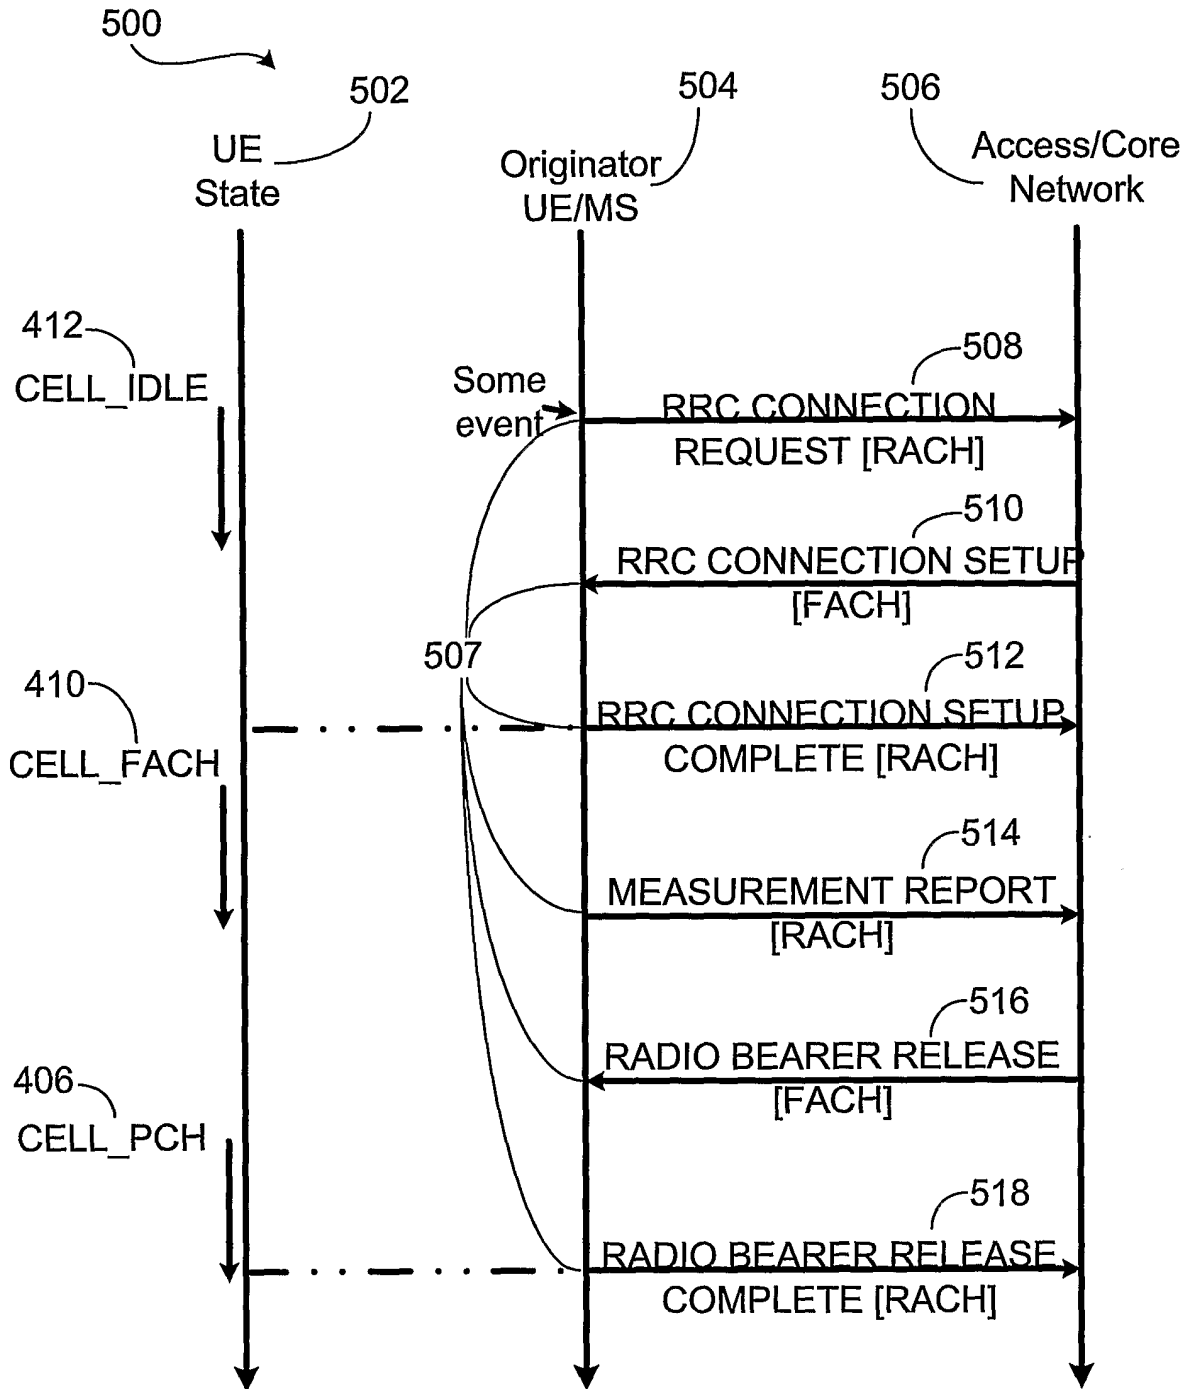 500
502
504
506
UE
State
Originator
UE/MS
Access/Core
Network
412
CELL_IDLE
Some
event
508
RRC CONNECTION
REQUEST [RACH]
510
RRC CONNECTION SETUP
[FACH]
507
512
RRC CONNECTION SETUP
COMPLETE [RACH]
410
CELL_FACH
514
MEASUREMENT REPORT
[RACH]
516
RADIO BEARER RELEASE
[FACH]
406
CELL_PCH
518
RADIO BEARER RELEASE
COMPLETE [RACH]